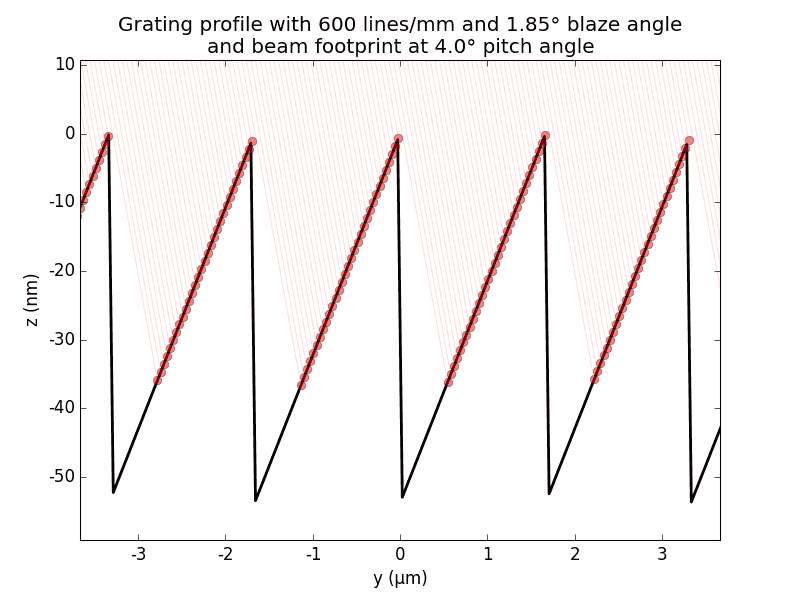 Grating profile with 600 lines/mm and 1.85° blaze angle
and beam footprint at 4.0° pitch angle
10
0
-10
-20
-30
-40
-50
z (nm)
-3 -2 -1 0 1 2 3
y (μm)